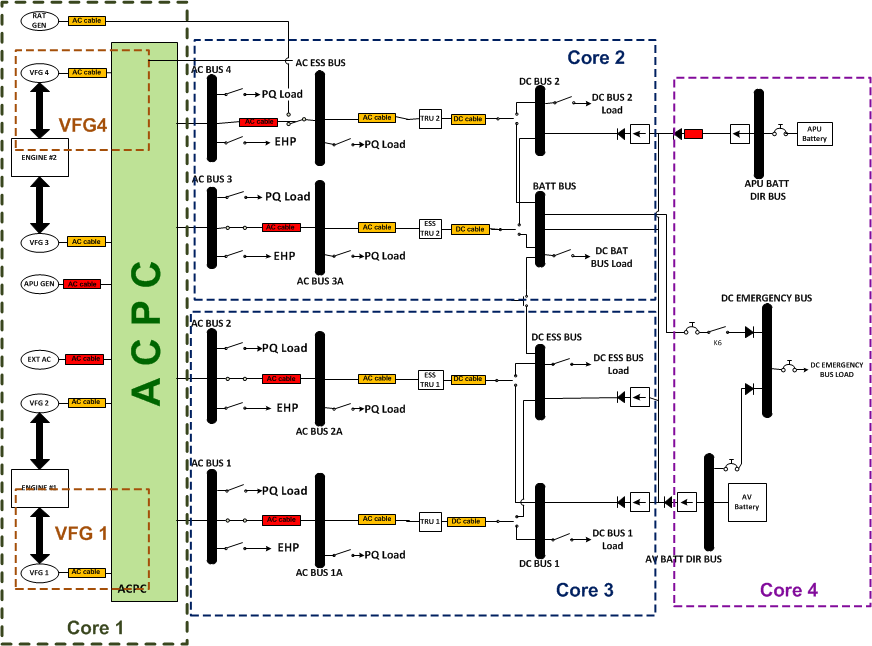 RAT
GEN
AC cable
VFG 4
AC cable
VFG4
ENGINE #2
VFG 3
AC cable
APU GEN
AC cable
EXT AC
AC cable
VFG 2
AC cable
ENGINE #1
VFG 1
VFG 1
AC cable
ACPC
ACPC
Core 1
Core 2
AC BUS 4
AC ESS BUS
PQ Load
AC cable
EHP
PQ Load
AC cable
TRU 2
DC cable
DC BUS 2
DC BUS 2
Load
AC BUS 3
PQ Load
AC cable
EHP
PQ Load
AC BUS 3A
AC cable
ESS
TRU 2
DC cable
BATT BUS
DC BAT
BUS Load
AC BUS 2
PQ Load
AC cable
EHP
PQ Load
AC BUS 2A
AC cable
ESS
TRU 1
DC cable
DC ESS BUS
DC ESS BUS
Load
AC BUS 1
PQ Load
AC cable
EHP
PQ Load
AC BUS 1A
AC cable
TRU 1
DC cable
DC BUS 1
DC BUS 1
Load
Core 3
APU
Battery
APU BATT
DIR BUS
DC EMERGENCY BUS
K6
DC EMERGENCY
BUS LOAD
AV
Battery
AV BATT DIR BUS
Core 4